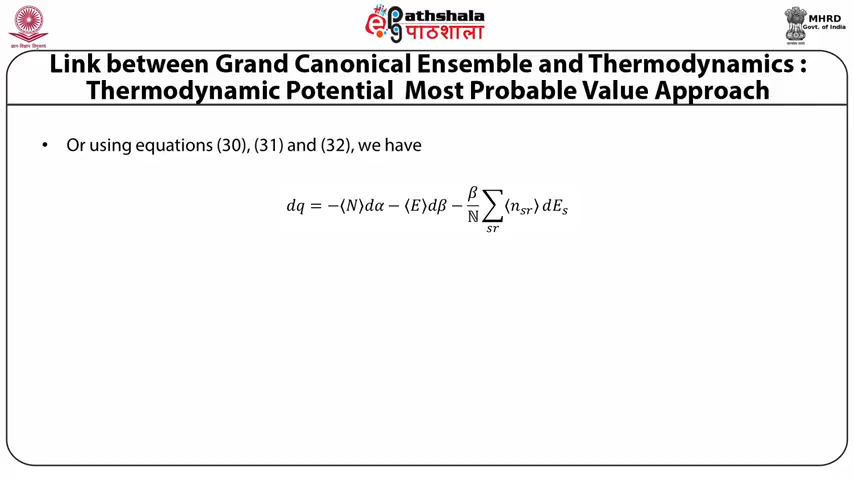 Pathshala
पाठशाला
MHRD
Govt. of India
Link between Grand Canonical Ensemble and Thermodynamics :
Thermodynamic Potential Most Probable Value Approach
• Or using equations (30), (31) and (32), we have
dq = −⟨N⟩dα − ⟨E⟩dβ − β/ℕ ∑_{sr} ⟨n_{sr}⟩ dE_s